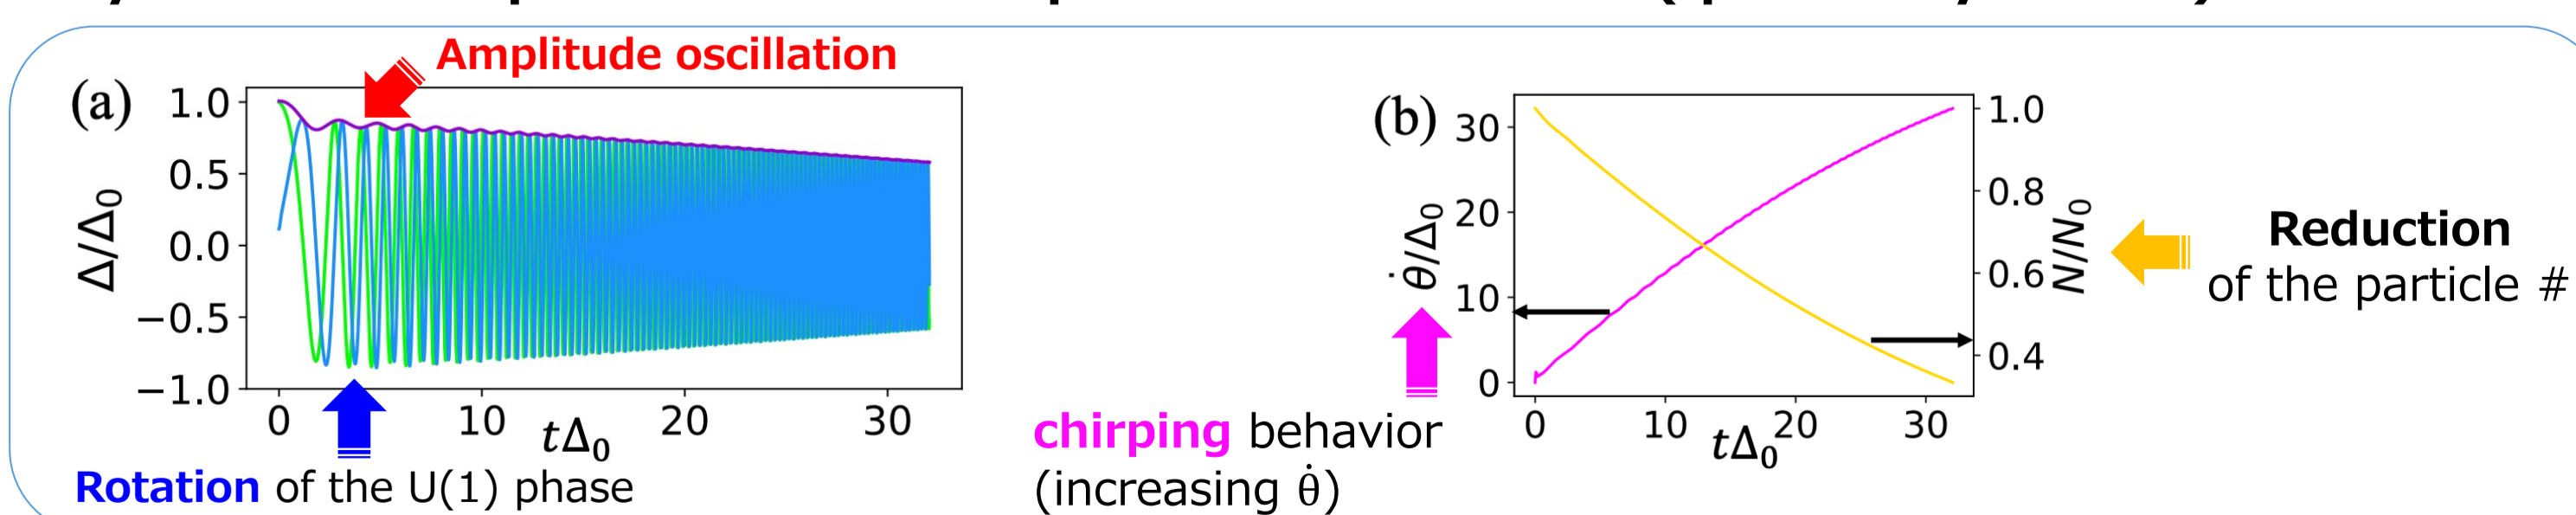 Amplitude oscillation
(a)
1.0
0.5
0.0
−0.5
−1.0
Δ/Δ₀
0
10
20
30
tΔ₀
Rotation of the U(1) phase
(b)
30
20
10
0
θ̇/Δ₀
1.0
0.8
0.6
0.4
N/N₀
0
10
20
30
tΔ₀
Reduction
of the particle #
chirping behavior
(increasing θ̇)